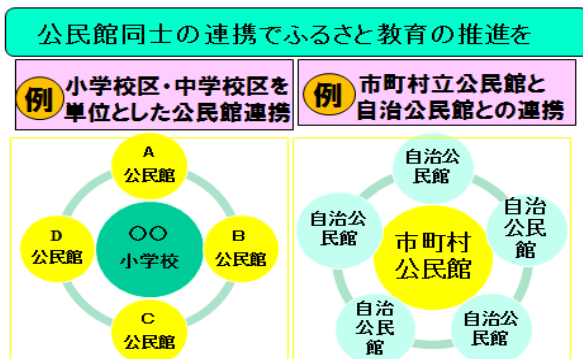 公民館同士の連携でふるさと教育の推進を
例
小学校区・中学校区を
単位とした公民館連携
例
市町村立公民館と
自治公民館との連携
A
公民館
D
公民館
〇〇
小学校
B
公民館
C
公民館
自治公
民館
自治公
民館
自治
公民
館
市町村
公民館
自治
公民
館
自治公
民館